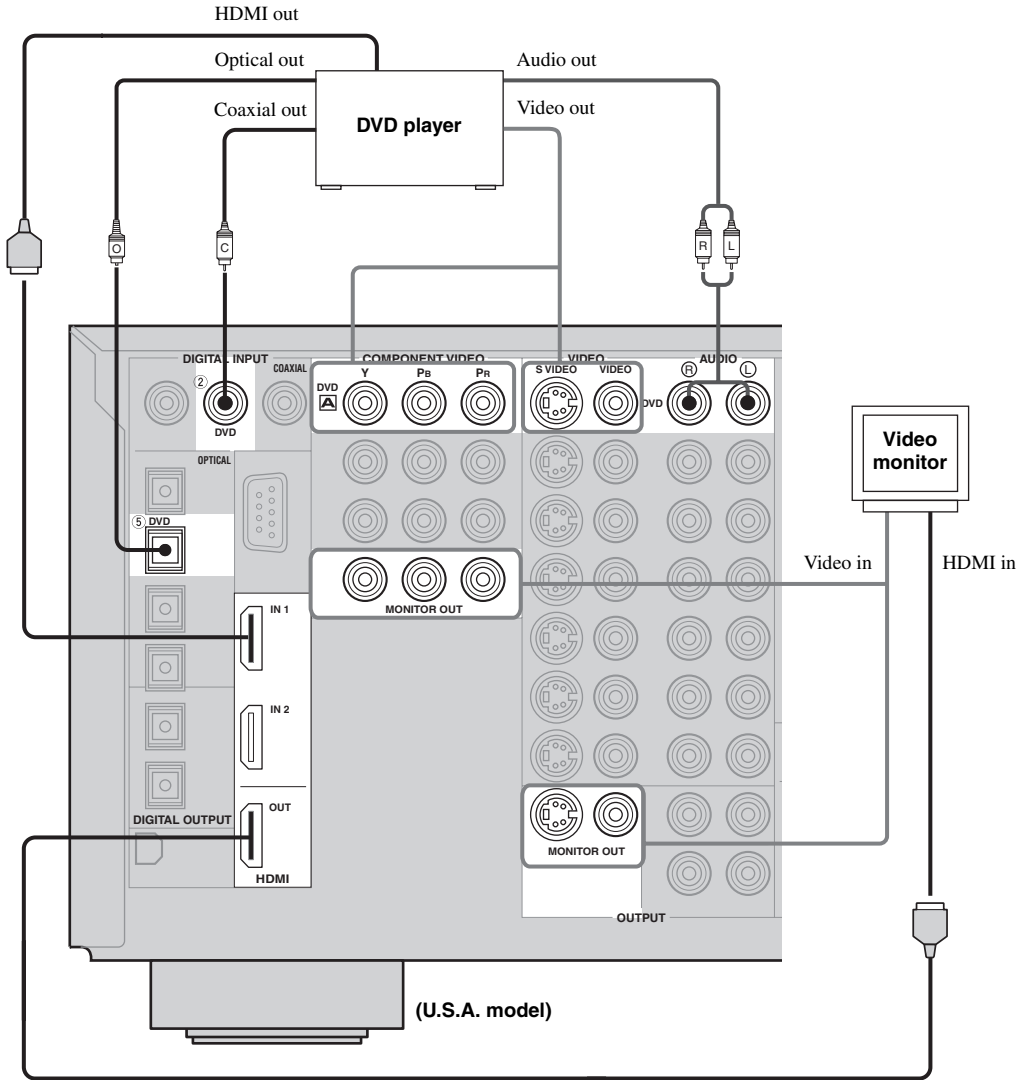 HDMI out
Optical out
Audio out
Coaxial out
Video out
DVD player
O
C
R
L
DIGITAL INPUT
COMPONENT VIDEO
VIDEO
AUDIO
COAXIAL
Y
PB
PR
S VIDEO
VIDEO
R
L
②
DVD
A
DVD
DVD
OPTICAL
Video
monitor
⑤ DVD
Video in
HDMI in
IN 1
MONITOR OUT
IN 2
OUT
DIGITAL OUTPUT
MONITOR OUT
HDMI
OUTPUT
(U.S.A. model)